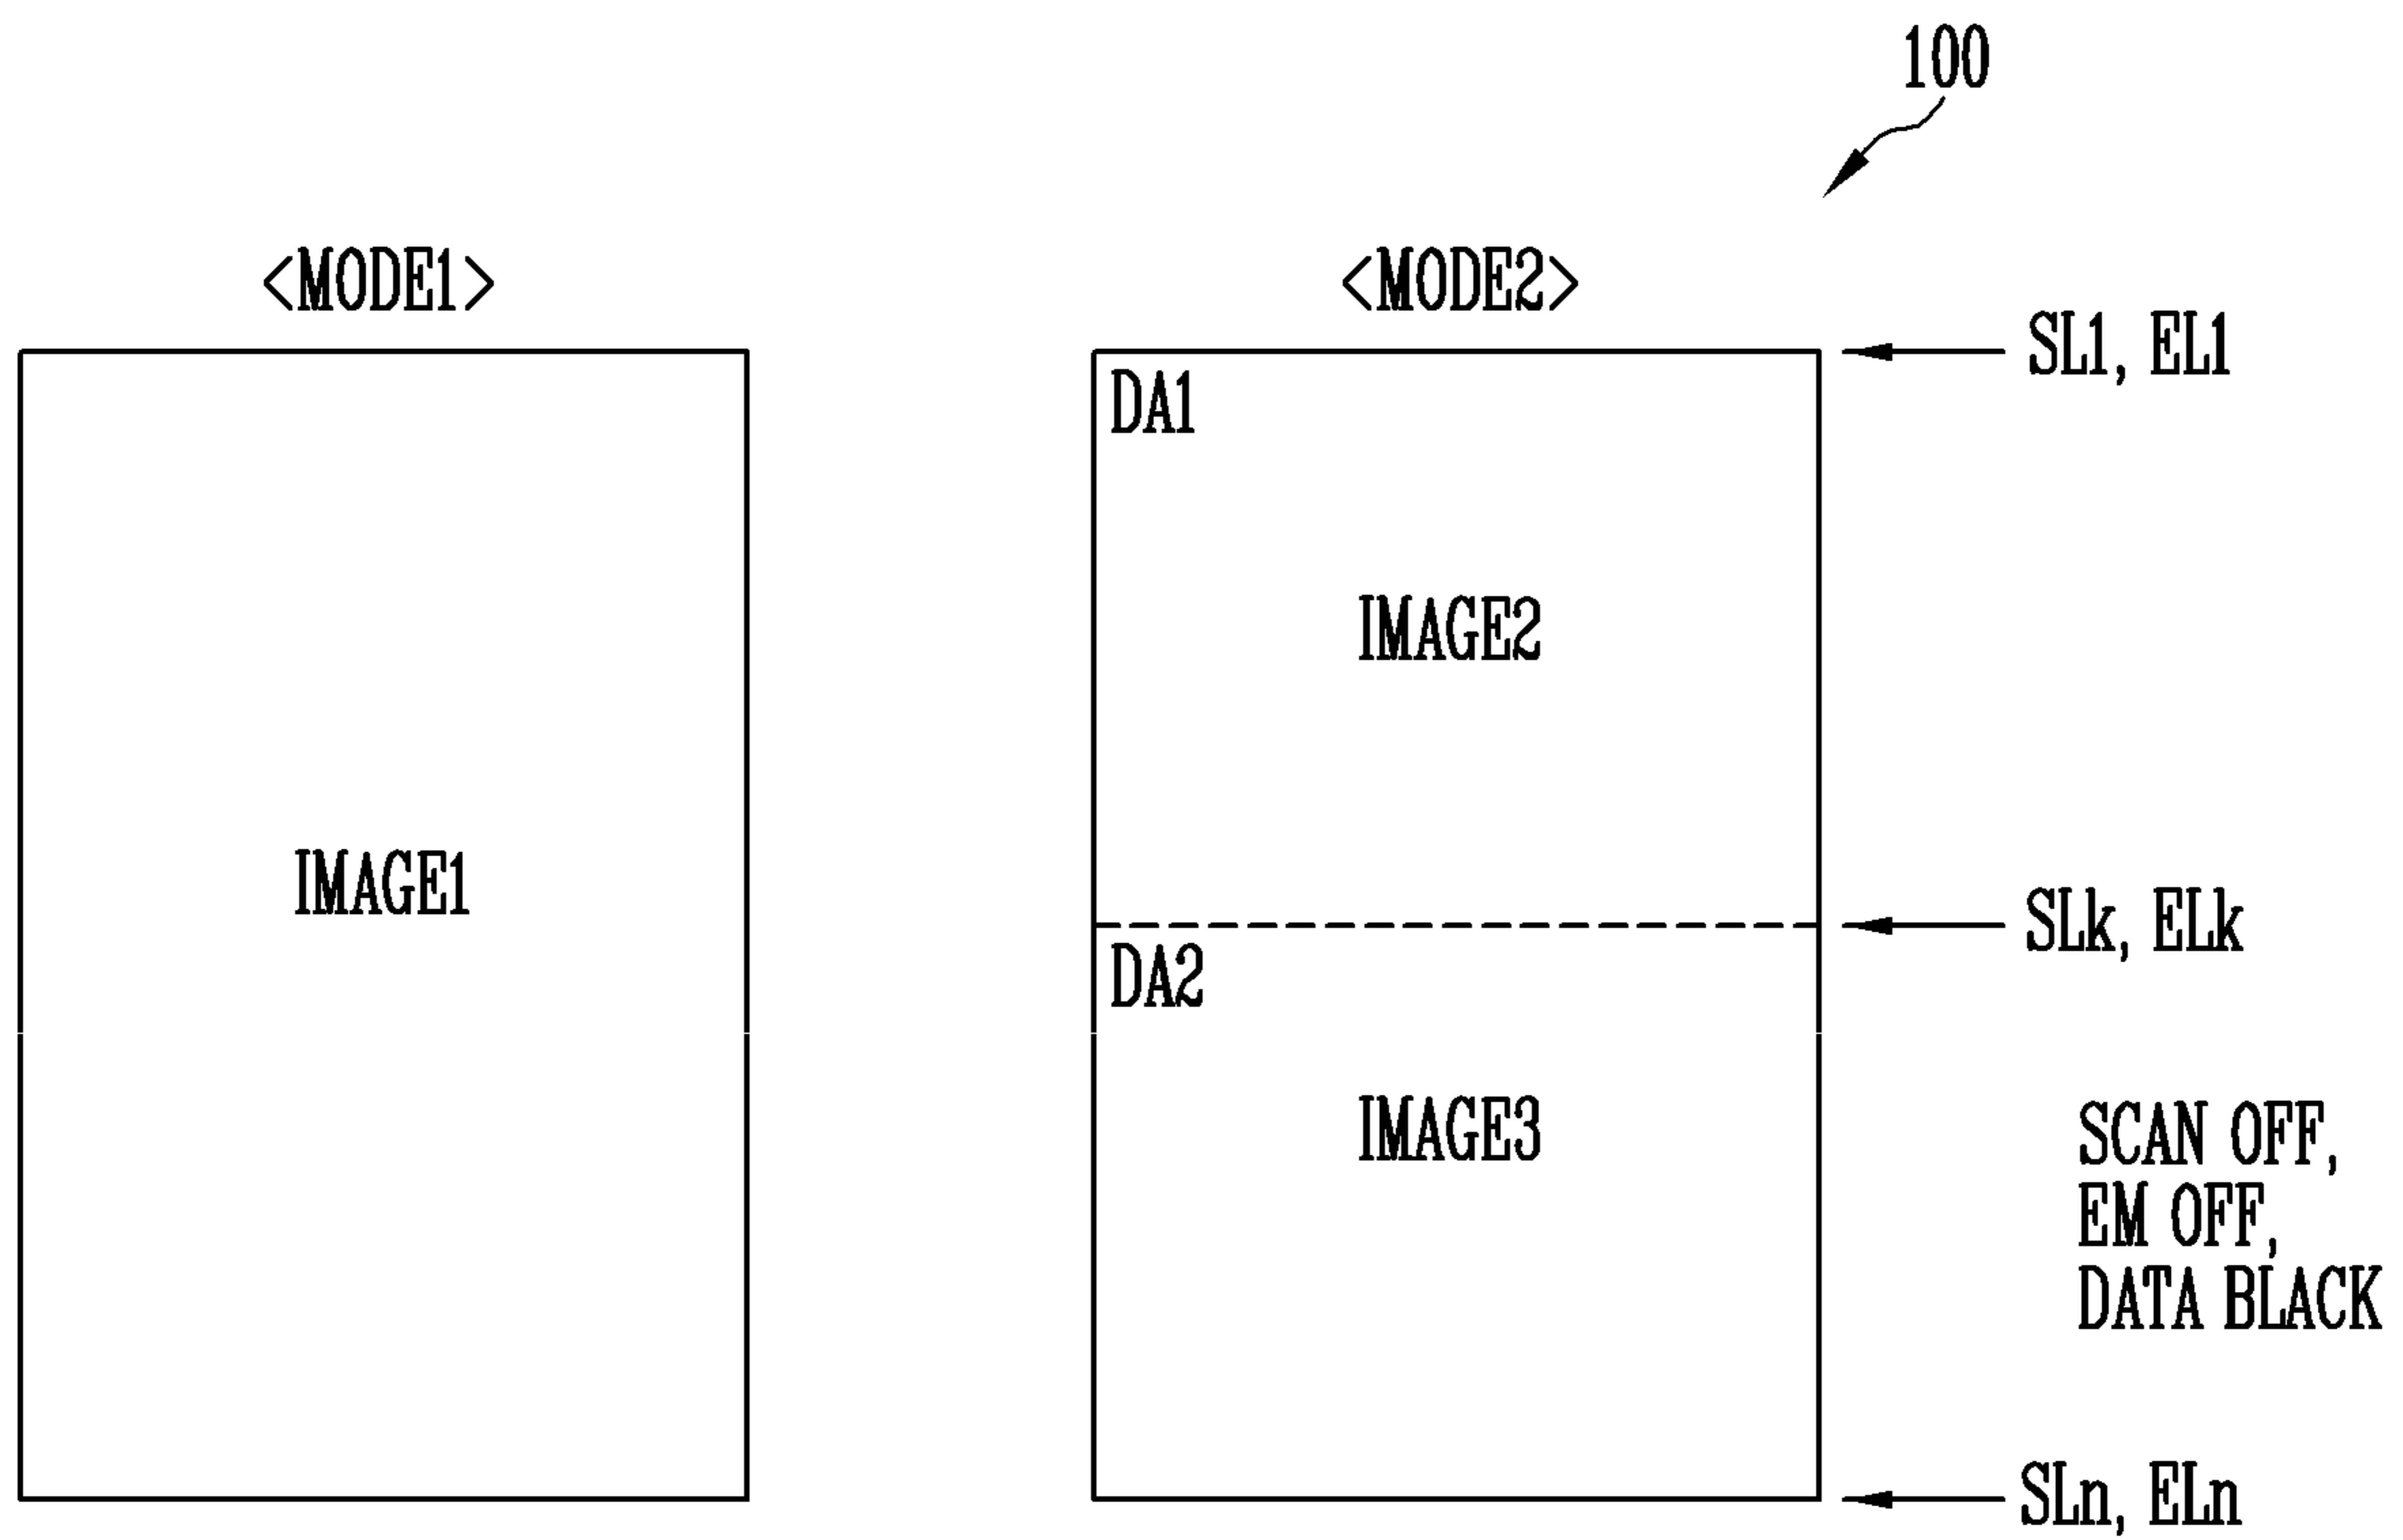 100
<MODE1>
<MODE2>
SL1, EL1
DA1
IMAGE2
IMAGE1
SLk, ELk
DA2
IMAGE3
SCAN OFF,
EM OFF,
DATA BLACK
SLn, ELn